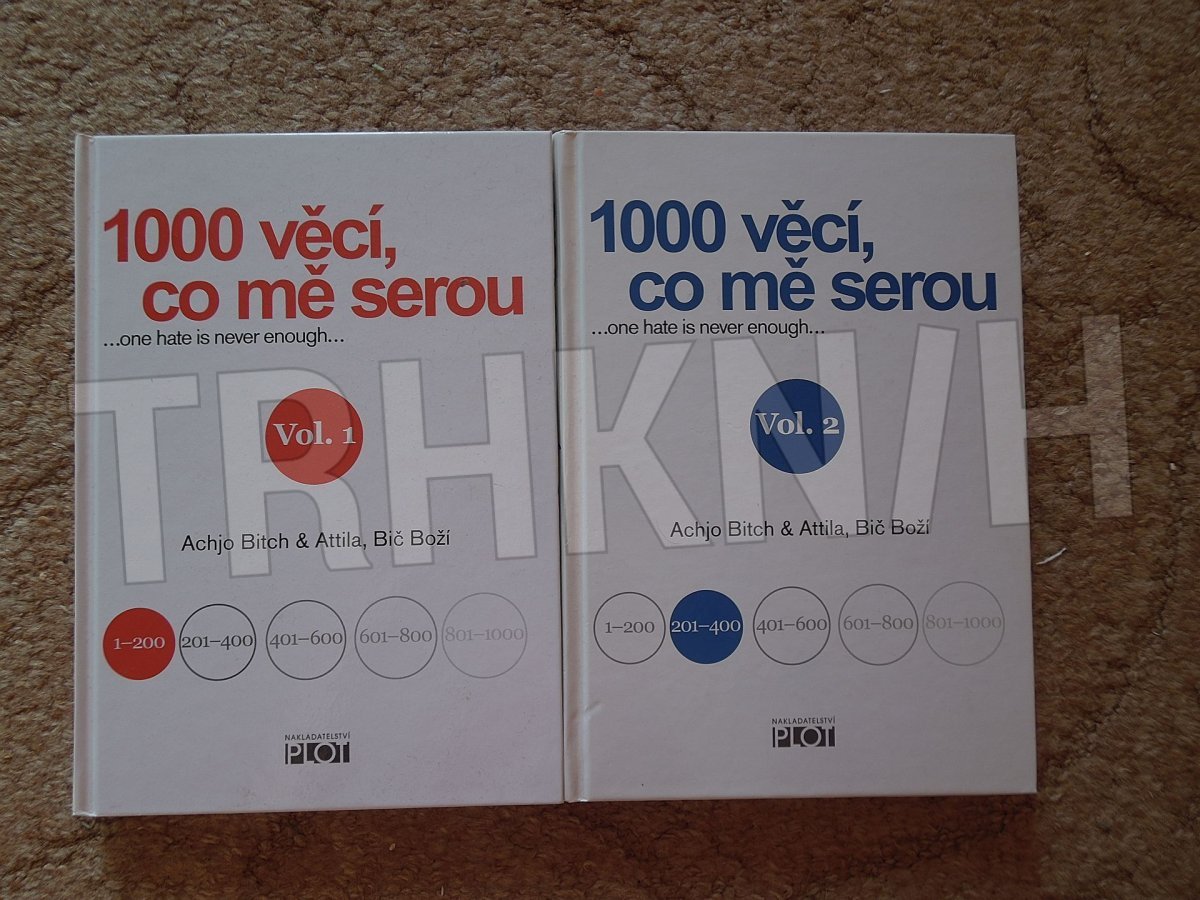 1000 věcí,
co mě serou
...one hate is never enough...
Vol. 1
Achjo Bitch & Attila, Bič Boží
1–200 201–400 401–600 601–800 801–1000
NAKLADATELSTVÍ
PLOT
1000 věcí,
co mě serou
...one hate is never enough...
Vol. 2
Achjo Bitch & Attila, Bič Boží
1–200 201–400 401–600 601–800 801–1000
NAKLADATELSTVÍ
PLOT
TRHKNIH